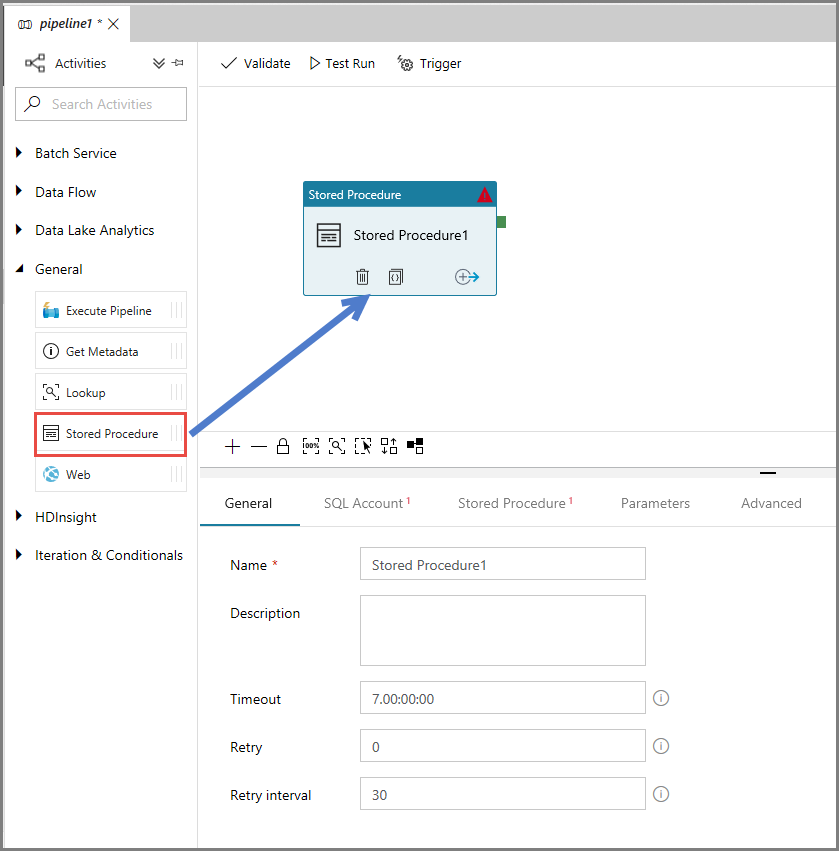 pipeline1 *
Activities
Validate
Test Run
Trigger
Search Activities
Batch Service
Data Flow
Data Lake Analytics
General
Execute Pipeline
Get Metadata
Lookup
Stored Procedure
Web
HDInsight
Iteration & Conditionals
Stored Procedure
Stored Procedure1
100%
General
SQL Account 1
Stored Procedure 1
Parameters
Advanced
Name * Stored Procedure1
Description
Timeout 7.00:00:00
Retry 0
Retry interval 30